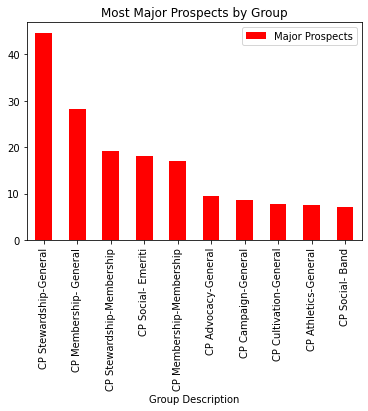 Most Major Prospects by Group
Major Prospects
40
30
20
10
0
CP Stewardship-General
CP Membership- General
CP Stewardship-Membership
CP Social- Emeriti
CP Membership-Membership
CP Advocacy-General
CP Campaign-General
CP Cultivation-General
CP Athletics-General
CP Social- Band
Group Description